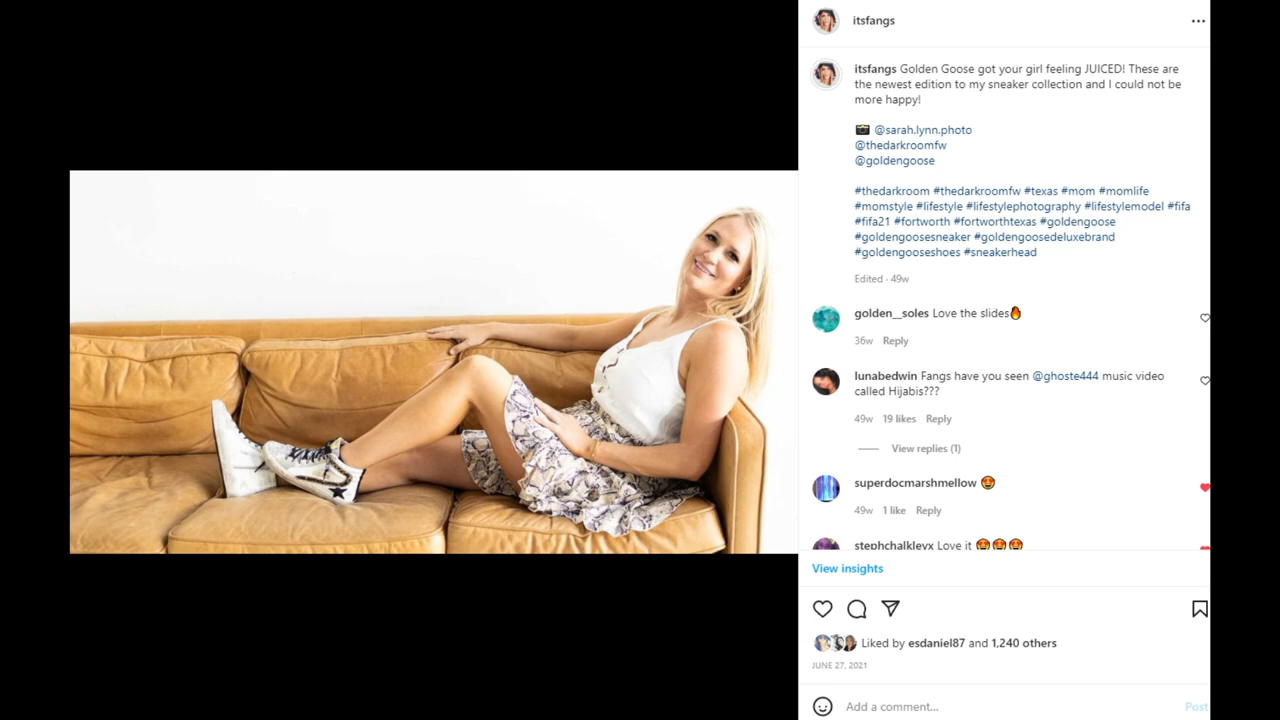 itsfangs
itsfangs Golden Goose got your girl feeling JUICED! These are
the newest edition to my sneaker collection and I could not be
more happy!
📸 @sarah.lynn.photo
@thedarkroomfw
@goldengoose
#thedarkroom #thedarkroomfw #texas #mom #momlife
#momstyle #lifestyle #lifestylephotography #lifestylemodel #fifa
#fifa21 #fortworth #fortworthtexas #goldengoose
#goldengoosesneaker #goldengoosedeluxebrand
#goldengooseshoes #sneakerhead
Edited · 49w
golden__soles Love the slides🔥
36w Reply
lunabedwin Fangs have you seen @ghoste444 music video
called Hijabis???
49w 19 likes Reply
View replies (1)
superdocmarshmellow 😍
49w 1 like Reply
stephchalkleyx Love it 😍😍😍
View insights
Liked by esdaniel87 and 1,240 others
JUNE 27, 2021
Add a comment...
Post